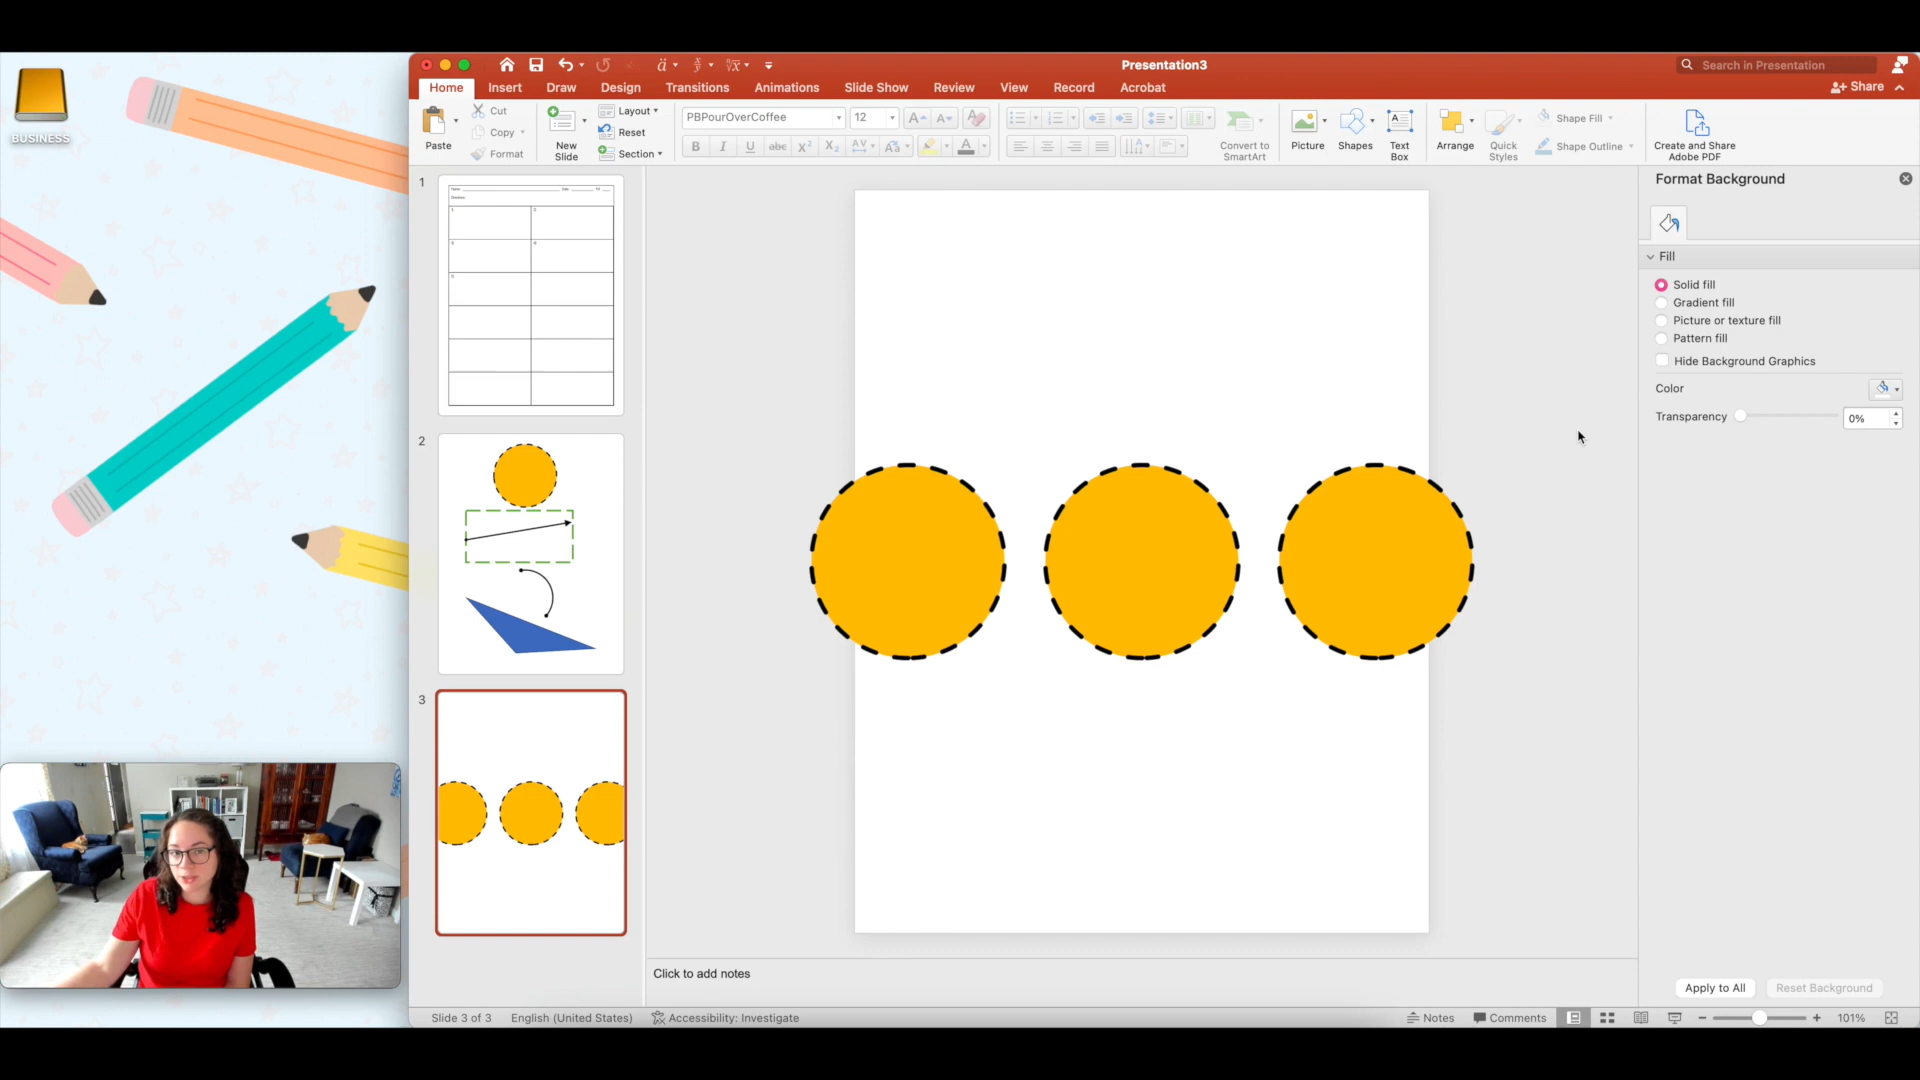 BUSINESS
Presentation3
Search in Presentation
Home
Insert
Draw
Design
Transitions
Animations
Slide Show
Review
View
Record
Acrobat
Share
Paste
Cut
Copy
Format
New
Slide
Layout
Reset
Section
PBPourOverCoffee
12
Convert to
SmartArt
Picture
Shapes
Text
Box
Arrange
Quick
Styles
Shape Fill
Shape Outline
Create and Share
Adobe PDF
1
2
3
Format Background
Fill
Solid fill
Gradient fill
Picture or texture fill
Pattern fill
Hide Background Graphics
Color
Transparency
0%
Apply to All
Reset Background
Click to add notes
Slide 3 of 3
English (United States)
Accessibility: Investigate
Notes
Comments
101%